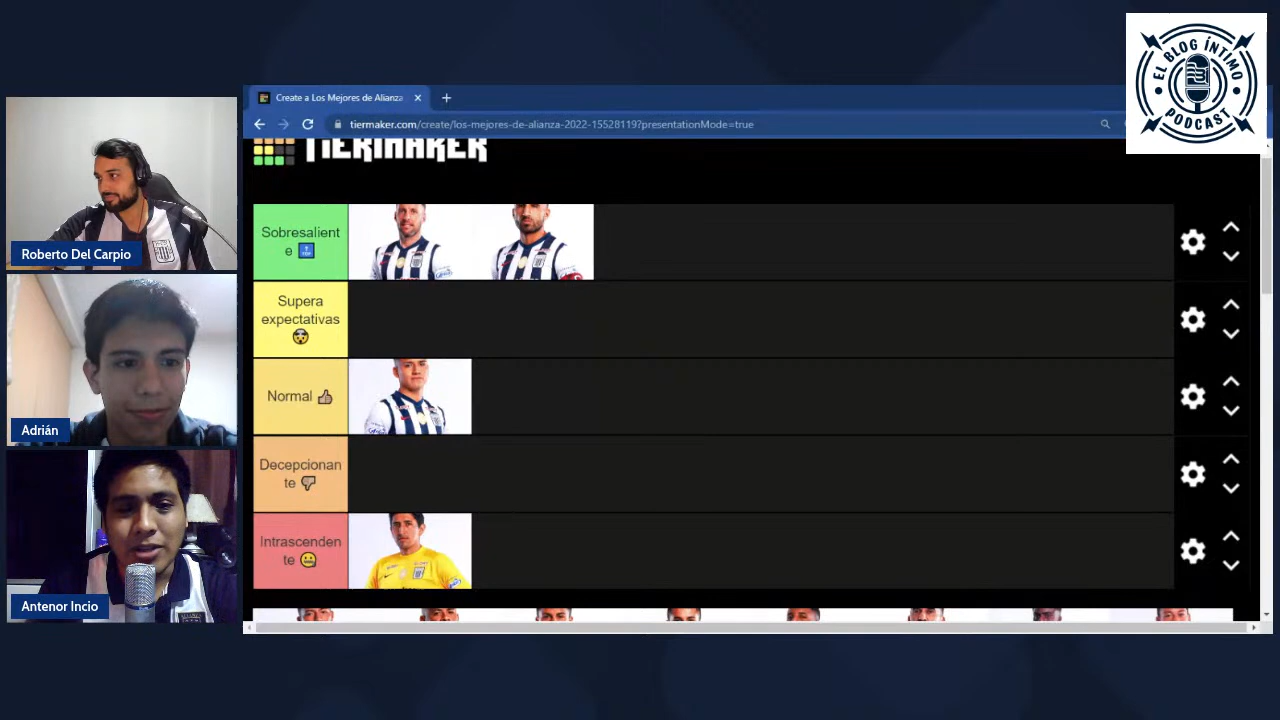 EL BLOG ÍNTIMO
PODCAST
Create a Los Mejores de Alianza
tiermaker.com/create/los-mejores-de-alianza-2022-15528119?presentationMode=true
TIERMAKER
Sobresalient
e 🔝
Supera
expectativas
🤯
Normal 👍
Decepcionan
te 👎
Intrascenden
te 🤐
Roberto Del Carpio
Adrián
Antenor Incio